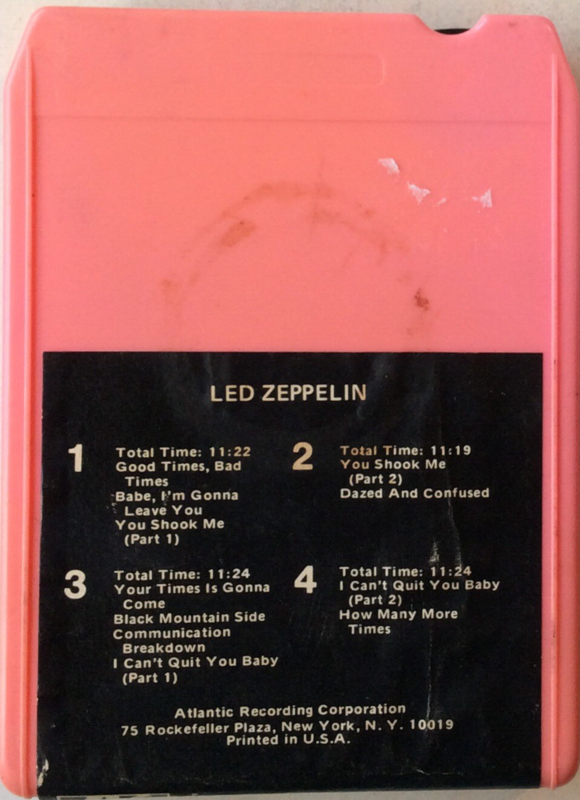 LED ZEPPELIN
1
Total Time: 11:22
Good Times, Bad
Times
Babe, I'm Gonna
Leave You
You Shook Me
(Part 1)
2
Total Time: 11:19
You Shook Me
(Part 2)
Dazed And Confused
3
Total Time: 11:24
Your Times Is Gonna
Come
Black Mountain Side
Communication
Breakdown
I Can't Quit You Baby
(Part 1)
4
Total Time: 11:24
I Can't Quit You Baby
(Part 2)
How Many More
Times
Atlantic Recording Corporation
75 Rockefeller Plaza, New York, N. Y. 10019
Printed in U.S.A.